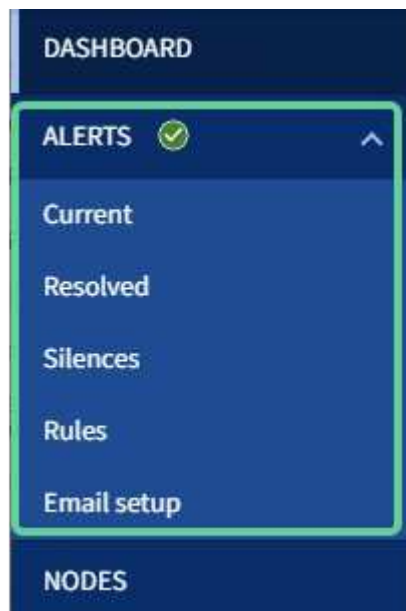 DASHBOARD
ALERTS
Current
Resolved
Silences
Rules
Email setup
NODES